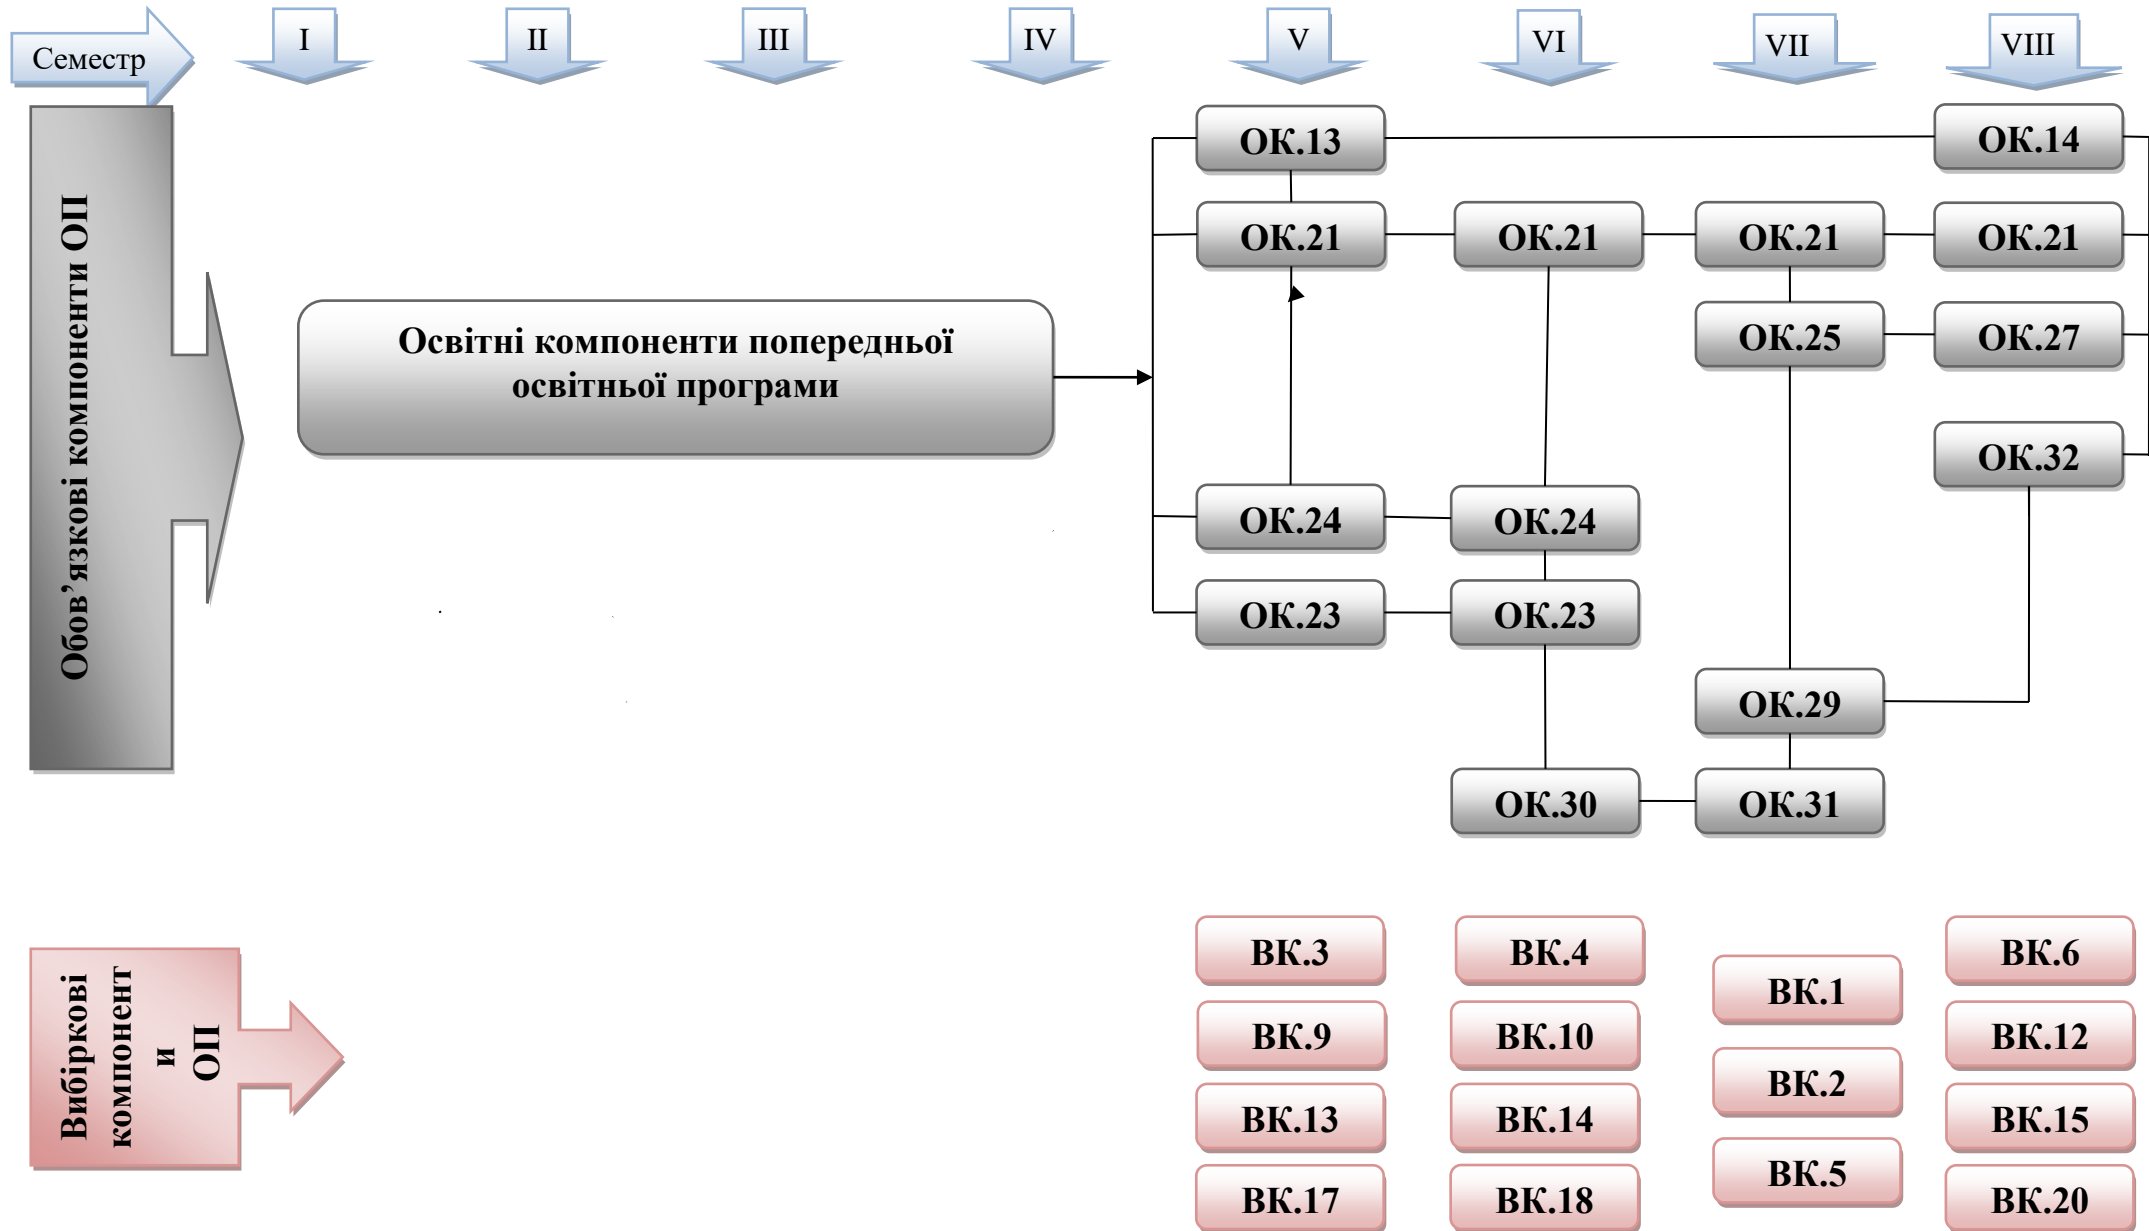 Семестр
I
II
III
IV
V
VI
VII
VIII
Обов’язкові компоненти ОП
Освітні компоненти попередньої
освітньої програми
ОК.13
ОК.14
ОК.21
ОК.21
ОК.21
ОК.21
ОК.25
ОК.27
ОК.32
ОК.24
ОК.24
ОК.23
ОК.23
ОК.29
ОК.30
ОК.31
Вибіркові
компонент
и
ОП
ВК.3
ВК.4
ВК.1
ВК.6
ВК.9
ВК.10
ВК.2
ВК.12
ВК.13
ВК.14
ВК.5
ВК.15
ВК.17
ВК.18
ВК.20